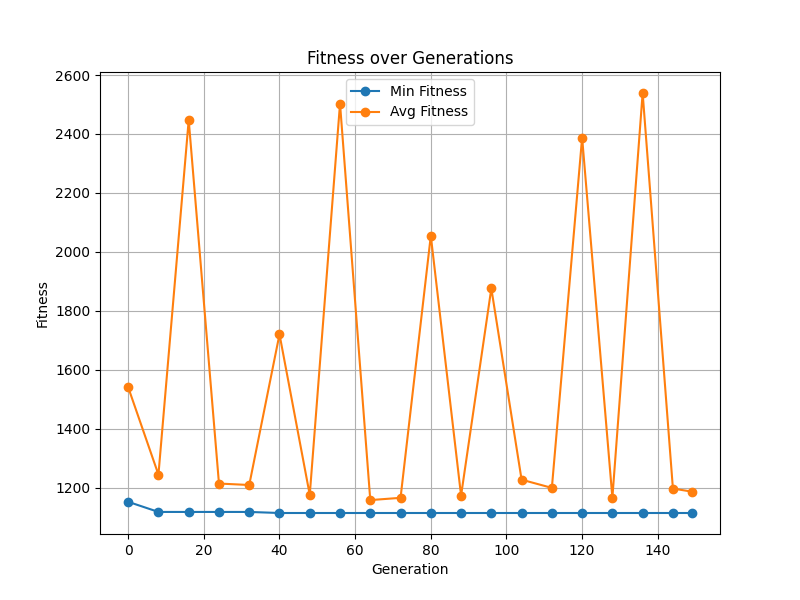 Fitness over Generations
Min Fitness
Avg Fitness
2600
2400
2200
2000
1800
1600
1400
1200
Fitness
0 20 40 60 80 100 120 140
Generation